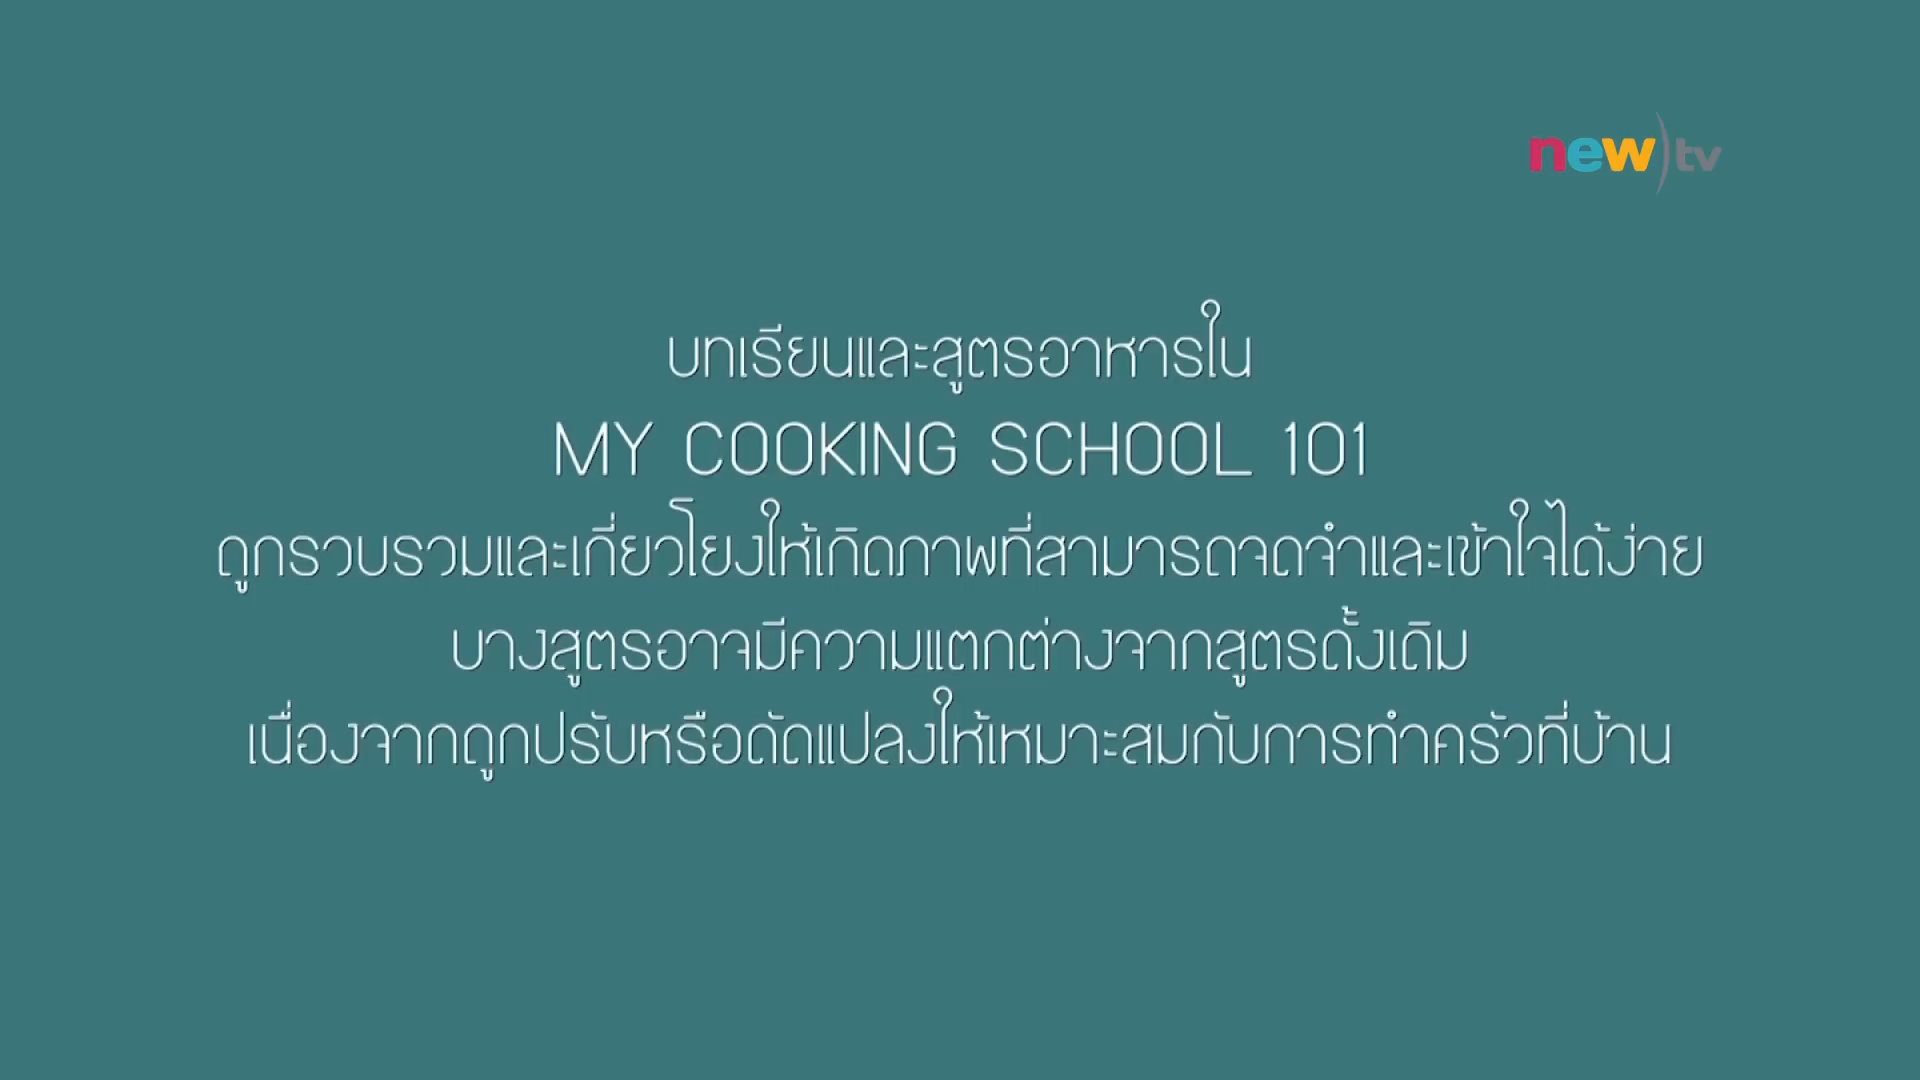 new)tv
บทเรียนและสูตรอาหารใน
MY COOKING SCHOOL 101
ถูกรวบรวมและเกี่ยวโยงให้เกิดภาพที่สามารถจดจำและเข้าใจได้ง่าย
บางสูตรอาจมีความแตกต่างจากสูตรดั้งเดิม
เนื่องจากถูกปรับหรือดัดแปลงให้เหมาะสมกับการทำครัวที่บ้าน